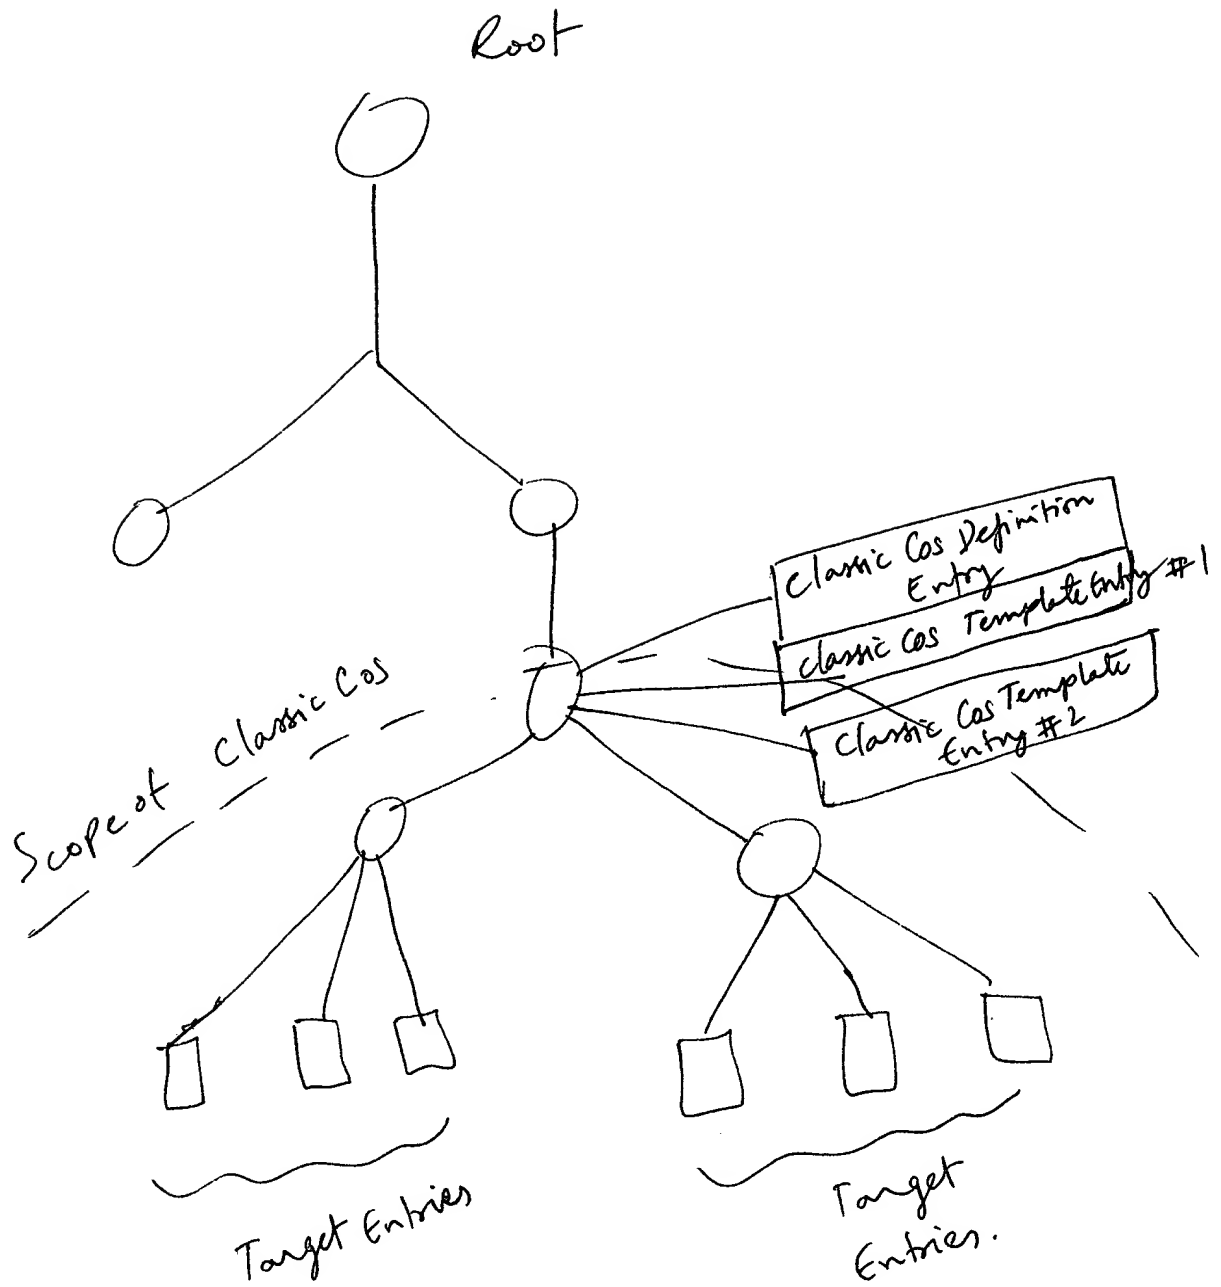 Root
Classic Cos Definition
Entry
Classic Cos Template Entry #1
Classic Cos Template
Entry #2
Scope of Classic Cos
Target Entries
Target
Entries.